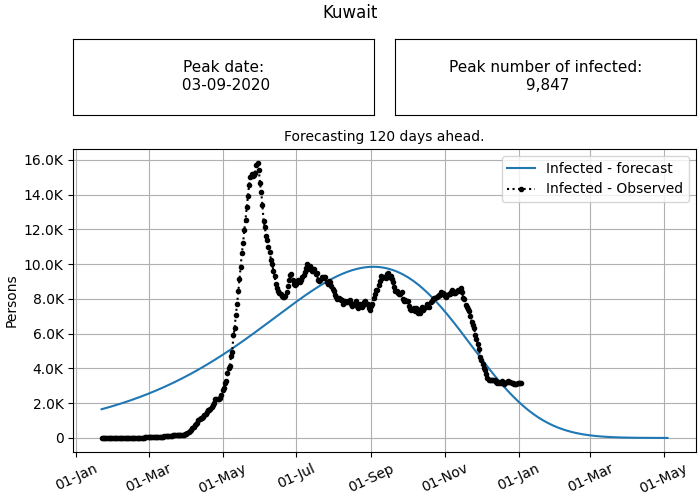 Kuwait
Peak date:
03-09-2020
Peak number of infected:
9,847
Forecasting 120 days ahead.
Infected - forecast
Infected - Observed
16.0K
14.0K
12.0K
10.0K
8.0K
6.0K
4.0K
2.0K
0
Persons
01-Jan
01-Mar
01-May
01-Jul
01-Sep
01-Nov
01-Jan
01-Mar
01-May